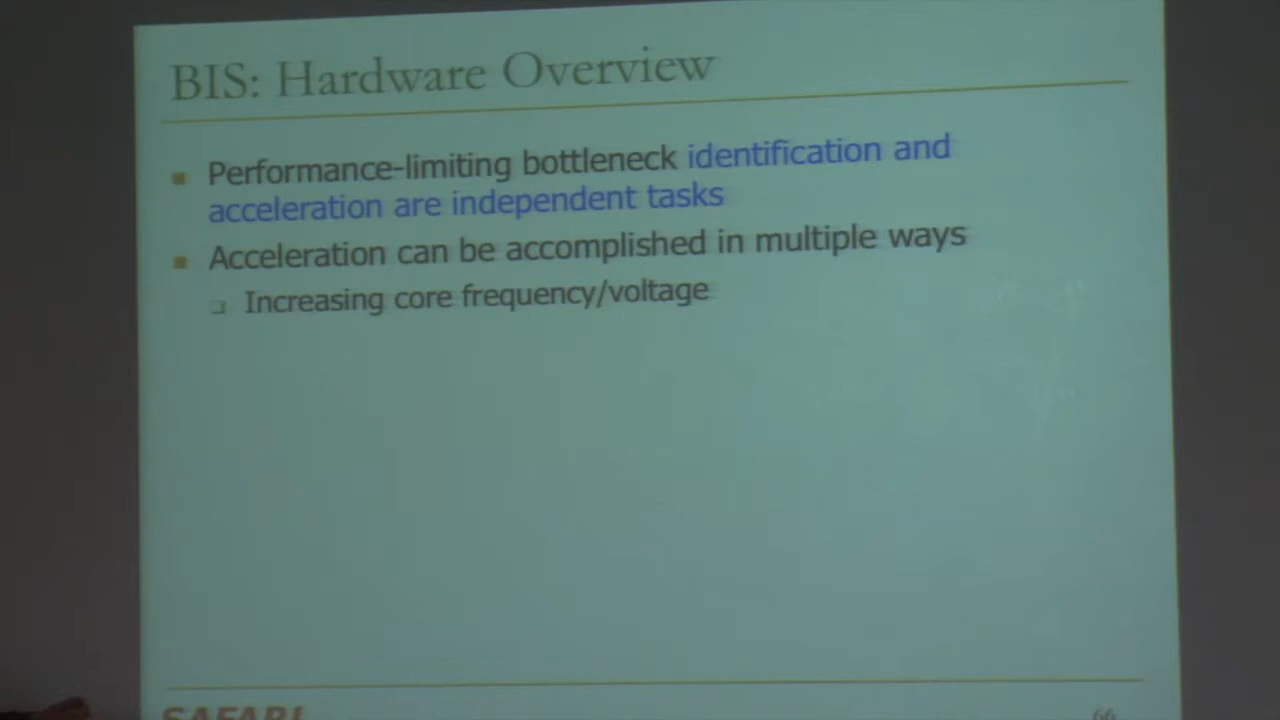 BIS: Hardware Overview
Performance-limiting bottleneck identification and
acceleration are independent tasks
Acceleration can be accomplished in multiple ways
Increasing core frequency/voltage
SAFARI
66